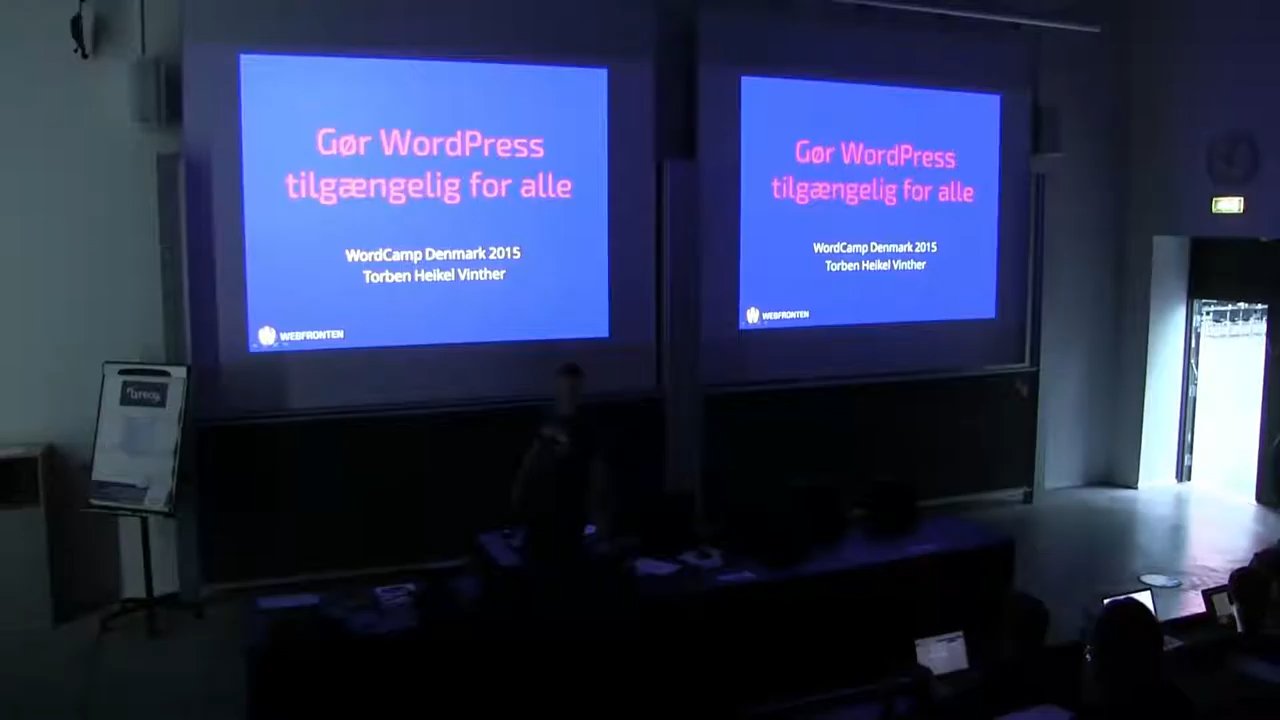 Gør WordPress
tilgængelig for alle
WordCamp Denmark 2015
Torben Heikel Vinther
WEBFRONTEN
Gør WordPress
tilgængelig for alle
WordCamp Denmark 2015
Torben Heikel Vinther
WEBFRONTEN